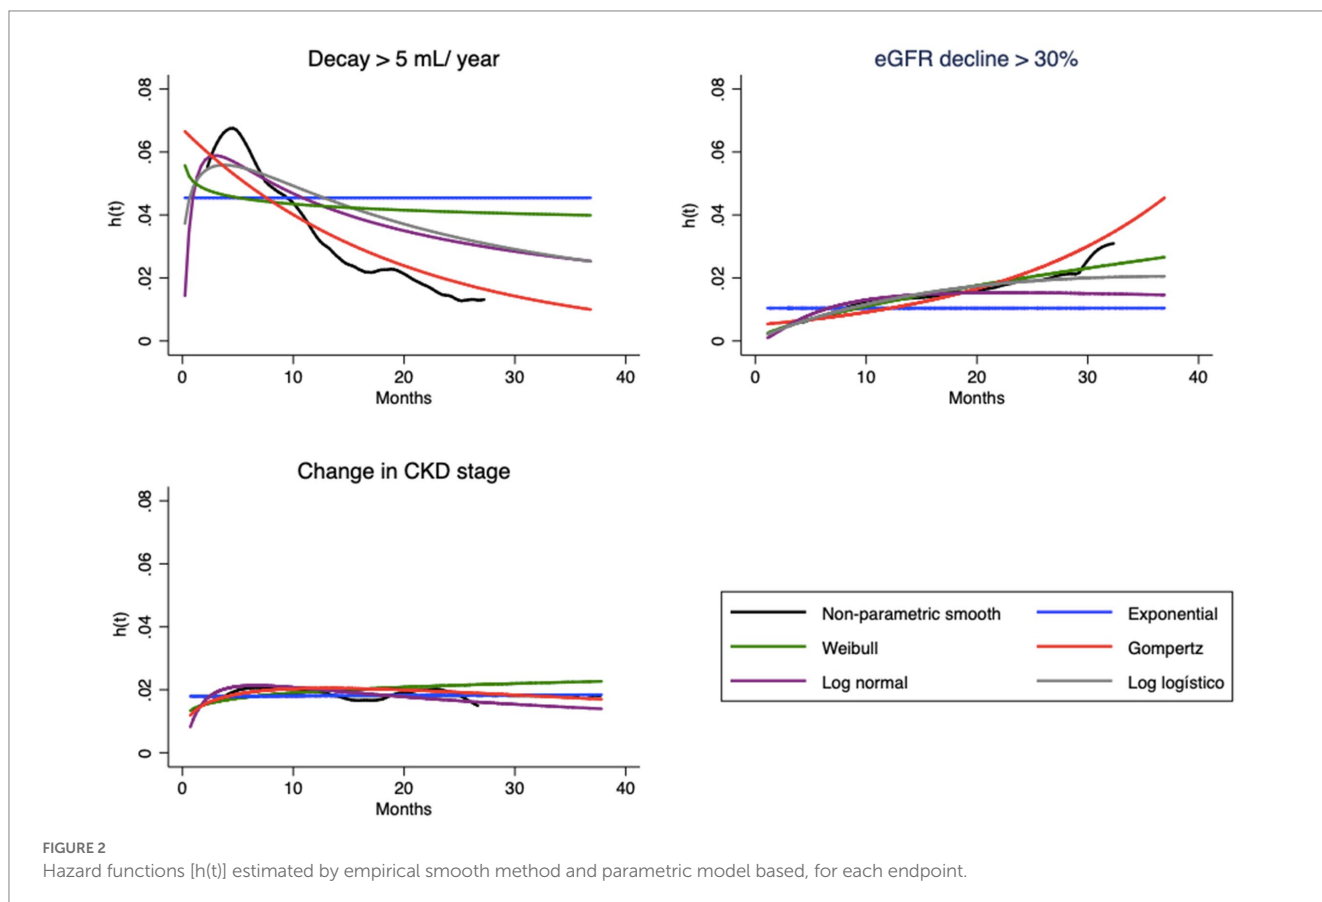 Decay > 5 mL/ year
h(t)
.08
.06
.04
.02
0
0 10 20 30 40
Months
eGFR decline > 30%
h(t)
.08
.06
.04
.02
0
0 10 20 30 40
Months
Change in CKD stage
h(t)
.08
.06
.04
.02
0
0 10 20 30 40
Months
Non-parametric smooth Exponential
Weibull Gompertz
Log normal Log logístico
FIGURE 2
Hazard functions [h(t)] estimated by empirical smooth method and parametric model based, for each endpoint.